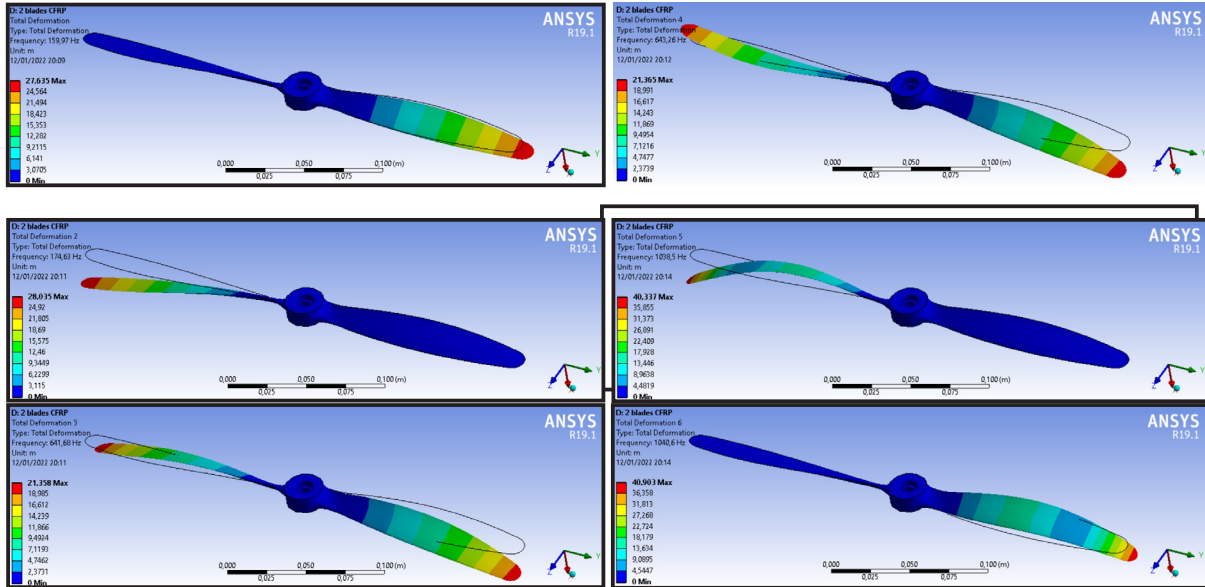 D: 2 blades CFRP
Total Deformation
Type: Total Deformation
Frequency: 159,97 Hz
Unit: m
12/01/2022 20:09
27,635 Max
24,564
21,494
18,423
15,353
12,282
9,2115
6,141
3,0705
0 Min
ANSYS
R19.1
0,000
0,050
0,100 (m)
0,025
0,075
Z
X
Y
D: 2 blades CFRP
Total Deformation 4
Type: Total Deformation
Frequency: 643,26 Hz
Unit: m
12/01/2022 20:12
21,365 Max
18,991
16,617
14,243
11,869
9,4954
7,1216
4,7477
2,3739
0 Min
ANSYS
R19.1
0,000
0,050
0,100 (m)
0,025
0,075
Z
X
Y
D: 2 blades CFRP
Total Deformation 2
Type: Total Deformation
Frequency: 174,63 Hz
Unit: m
12/01/2022 20:11
28,035 Max
24,92
21,805
18,69
15,575
12,46
9,3449
6,2299
3,115
0 Min
ANSYS
R19.1
0,000
0,050
0,100 (m)
0,025
0,075
Z
X
Y
D: 2 blades CFRP
Total Deformation 5
Type: Total Deformation
Frequency: 1038,5 Hz
Unit: m
12/01/2022 20:14
40,337 Max
35,855
31,373
26,891
22,409
17,928
13,446
8,9638
4,4819
0 Min
ANSYS
R19.1
0,000
0,050
0,100 (m)
0,025
0,075
Z
X
Y
D: 2 blades CFRP
Total Deformation 3
Type: Total Deformation
Frequency: 641,68 Hz
Unit: m
12/01/2022 20:11
21,358 Max
18,985
16,612
14,239
11,866
9,4924
7,1193
4,7462
2,3731
0 Min
ANSYS
R19.1
0,000
0,050
0,100 (m)
0,025
0,075
Z
X
Y
D: 2 blades CFRP
Total Deformation 6
Type: Total Deformation
Frequency: 1040,6 Hz
Unit: m
12/01/2022 20:14
40,903 Max
36,358
31,813
27,268
22,724
18,179
13,634
9,0895
4,5447
0 Min
ANSYS
R19.1
0,000
0,050
0,100 (m)
0,025
0,075
Z
X
Y